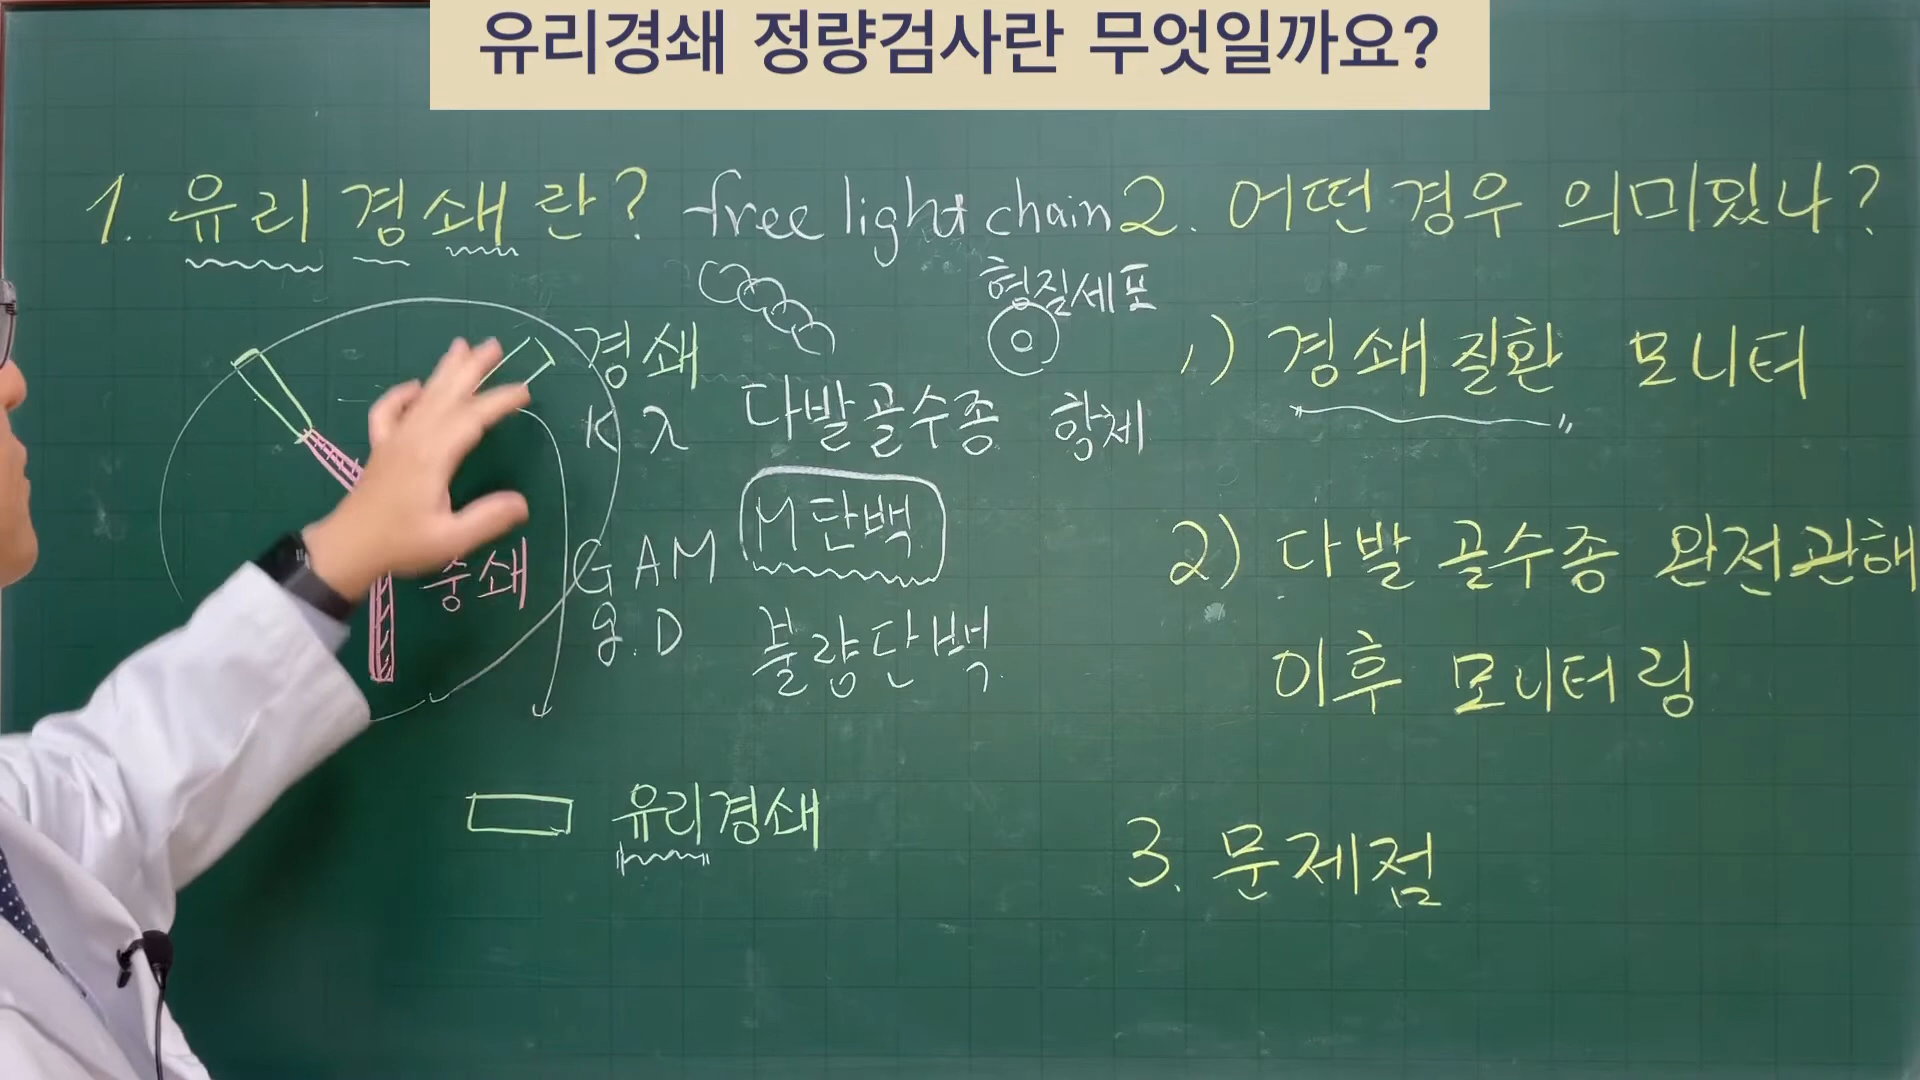 유리경쇄 정량검사란 무엇일까요?
1. 유리 경쇄란? free light chain
형질세포
경쇄
K λ
다발골수종 항체
M단백
중쇄
G A M
D
불량단백
유리경쇄
2. 어떤 경우 의미있나?
1) 경쇄 질환 모니터
2) 다발 골수종 완전관해
이후 모니터링
3. 문제점